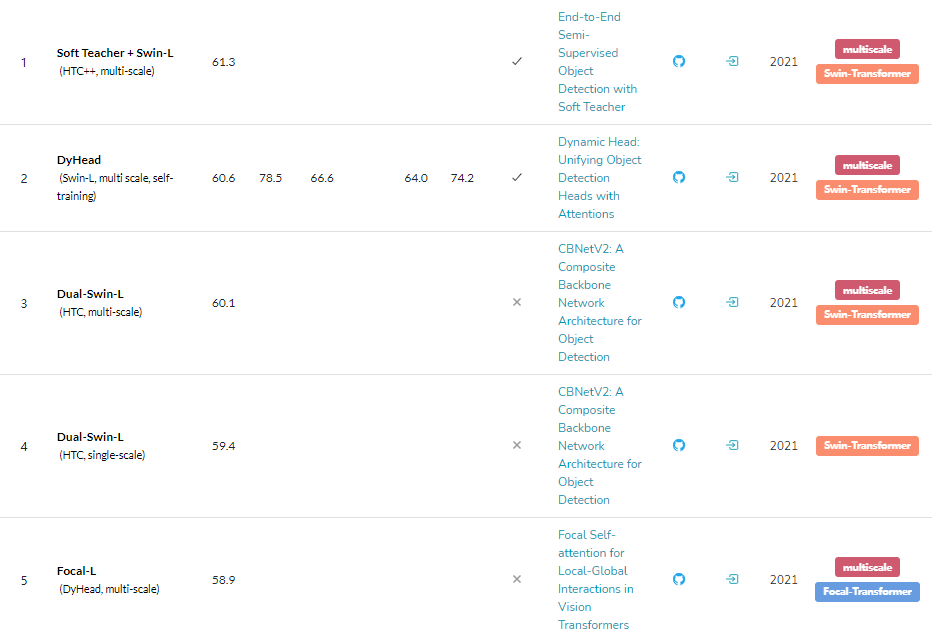 End-to-End
Semi-
Soft Teacher + Swin-L
Supervised
multiscale
1
61.3
✓
2021
(HTC++, multi-scale)
Object
Swin-Transformer
Detection with
Soft Teacher
Dynamic Head:
DyHead
Unifying Object
multiscale
2
(Swin-L, multi scale, self-
60.6 78.5 66.6 64.0 74.2
✓
Detection
2021
training)
Heads with
Swin-Transformer
Attentions
CBNetV2: A
Composite
Dual-Swin-L
Backbone
multiscale
3
60.1
×
Network
2021
(HTC, multi-scale)
Architecture for
Swin-Transformer
Object
Detection
CBNetV2: A
Composite
Dual-Swin-L
Backbone
4
59.4
×
Network
2021
Swin-Transformer
(HTC, single-scale)
Architecture for
Object
Detection
Focal Self-
attention for
Focal-L
Local-Global
multiscale
5
58.9
×
2021
(DyHead, multi-scale)
Interactions in
Focal-Transformer
Vision
Transformers